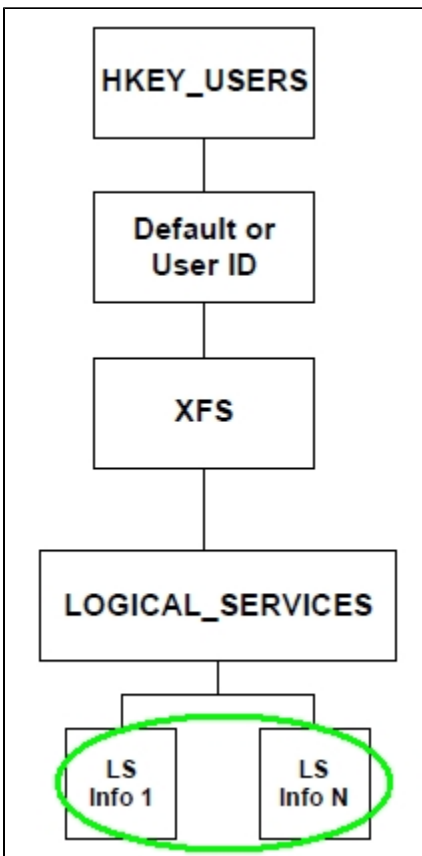 HKEY_USERS
Default or
User ID
XFS
LOGICAL_SERVICES
LS
Info 1
LS
Info N